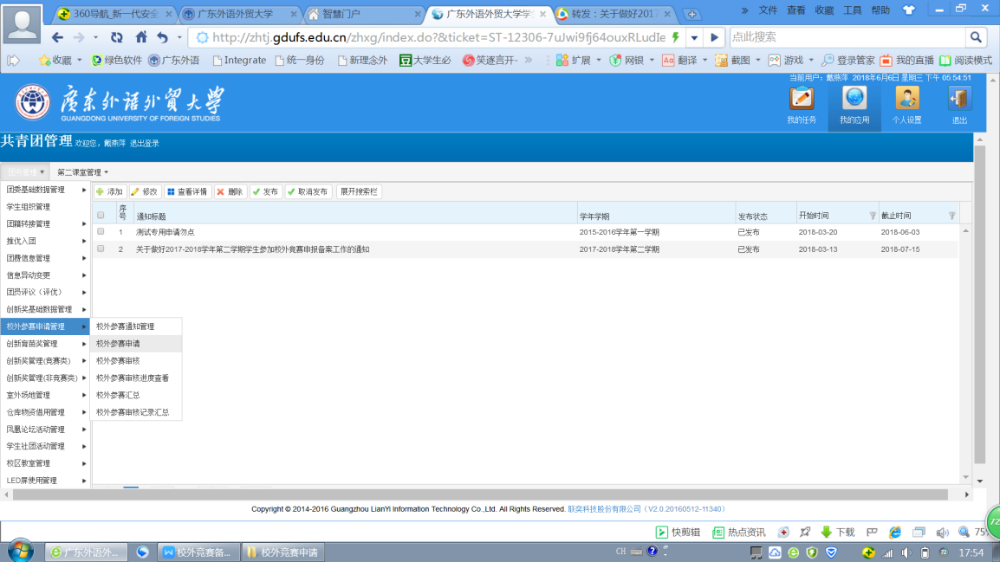 360导航_新一代安全 × 广东外语外贸大学 × 智慧门户 × 广东外语外贸大学学 × 转发：关于做好2017 × » 文件 查看 收藏 工具 帮助
http://zhtj.gdufs.edu.cn/zhxg/index.do?&ticket=ST-12306-7uJwi9fj64ouxRLudIe 点此搜索
收藏 绿色软件 广东外语 Integrate 统一身份 新理念外 大学生必 笑逐言开- » 扩展 网银 翻译 截图 游戏 登录管家 我的直播 阅读模式
当前用户：戴燕萍 2018年6月6日 星期三 下午 05:54:51
广东外语外贸大学
GUANGDONG UNIVERSITY OF FOREIGN STUDIES
我的任务 我的应用 个人设置 退出
共青团管理 欢迎您，戴燕萍 退出登录
第二课堂管理
团委基础数据管理 添加 修改 查看详情 删除 发布 取消发布 展开搜索栏
学生组织管理 序号 通知标题 学年学期 发布状态 开始时间 截止时间
团籍转接管理 1 测试专用申请勿点 2015-2016学年第一学期 已发布 2018-03-20 2018-06-03
推优入团 2 关于做好2017-2018学年第二学期学生参加校外竞赛申报备案工作的通知 2017-2018学年第二学期 已发布 2018-03-13 2018-07-15
团费信息管理
信息异动变更
团员评议（评优）
创新奖基础数据管理
校外参赛申请管理 校外参赛通知管理
创新育苗奖管理 校外参赛申请
创新奖管理(竞赛类) 校外参赛审核
创新奖管理(非竞赛类) 校外参赛审核进度查看
室外场地管理 校外参赛汇总
仓库物资借用管理 校外参赛审核记录汇总
凤凰论坛活动管理
学生社团活动管理
校区教室管理
LED屏使用管理
Copyright © 2014-2016 Guangzhou LianYi Information Technology Co.,Ltd. All Rights Reserved. 联奕科技股份有限公司（V2.0.20160512-11340）
快剪辑 热点资讯 下载 75 72
广东外语外... 校外竞赛备... 校外竞赛申请 CH 72 17:54